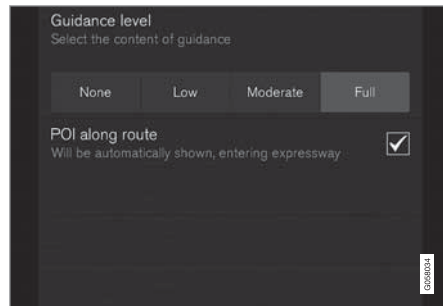 Guidance level
Select the content of guidance
None Low Moderate Full
POI along route
Will be automatically shown, entering expressway
G058034